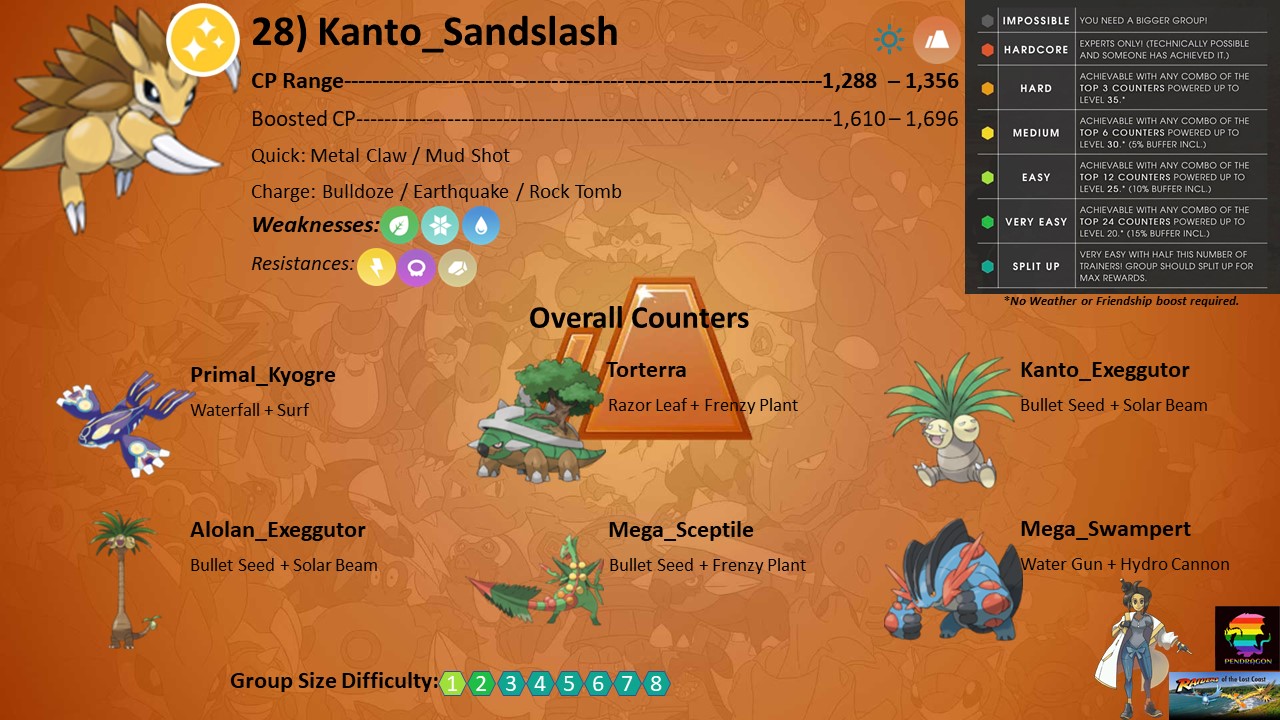 28) Kanto_Sandslash
CP Range--------------------------------------------------------------------1,288 – 1,356
Boosted CP--------------------------------------------------------------------1,610 – 1,696
Quick: Metal Claw / Mud Shot
Charge: Bulldoze / Earthquake / Rock Tomb
Weaknesses:
Resistances:
IMPOSSIBLE YOU NEED A BIGGER GROUP!
HARDCORE EXPERTS ONLY! (TECHNICALLY POSSIBLE
AND SOMEONE HAS ACHIEVED IT.)
HARD ACHIEVABLE WITH ANY COMBO OF THE
TOP 3 COUNTERS POWERED UP TO
LEVEL 35.*
MEDIUM ACHIEVABLE WITH ANY COMBO OF THE
TOP 6 COUNTERS POWERED UP TO
LEVEL 30.* (5% BUFFER INCL.)
EASY ACHIEVABLE WITH ANY COMBO OF THE
TOP 12 COUNTERS POWERED UP TO
LEVEL 25.* (10% BUFFER INCL.)
VERY EASY ACHIEVABLE WITH ANY COMBO OF THE
TOP 24 COUNTERS POWERED UP TO
LEVEL 20.* (15% BUFFER INCL.)
SPLIT UP VERY EASY WITH HALF THIS NUMBER OF
TRAINERS! GROUP SHOULD SPLIT UP FOR
MAX REWARDS.
*No Weather or Friendship boost required.
Overall Counters
Primal_Kyogre
Waterfall + Surf
Torterra
Razor Leaf + Frenzy Plant
Kanto_Exeggutor
Bullet Seed + Solar Beam
Alolan_Exeggutor
Bullet Seed + Solar Beam
Mega_Sceptile
Bullet Seed + Frenzy Plant
Mega_Swampert
Water Gun + Hydro Cannon
Group Size Difficulty: 1 2 3 4 5 6 7 8
PENDRAGON
RAIDERS of the Lost Coast